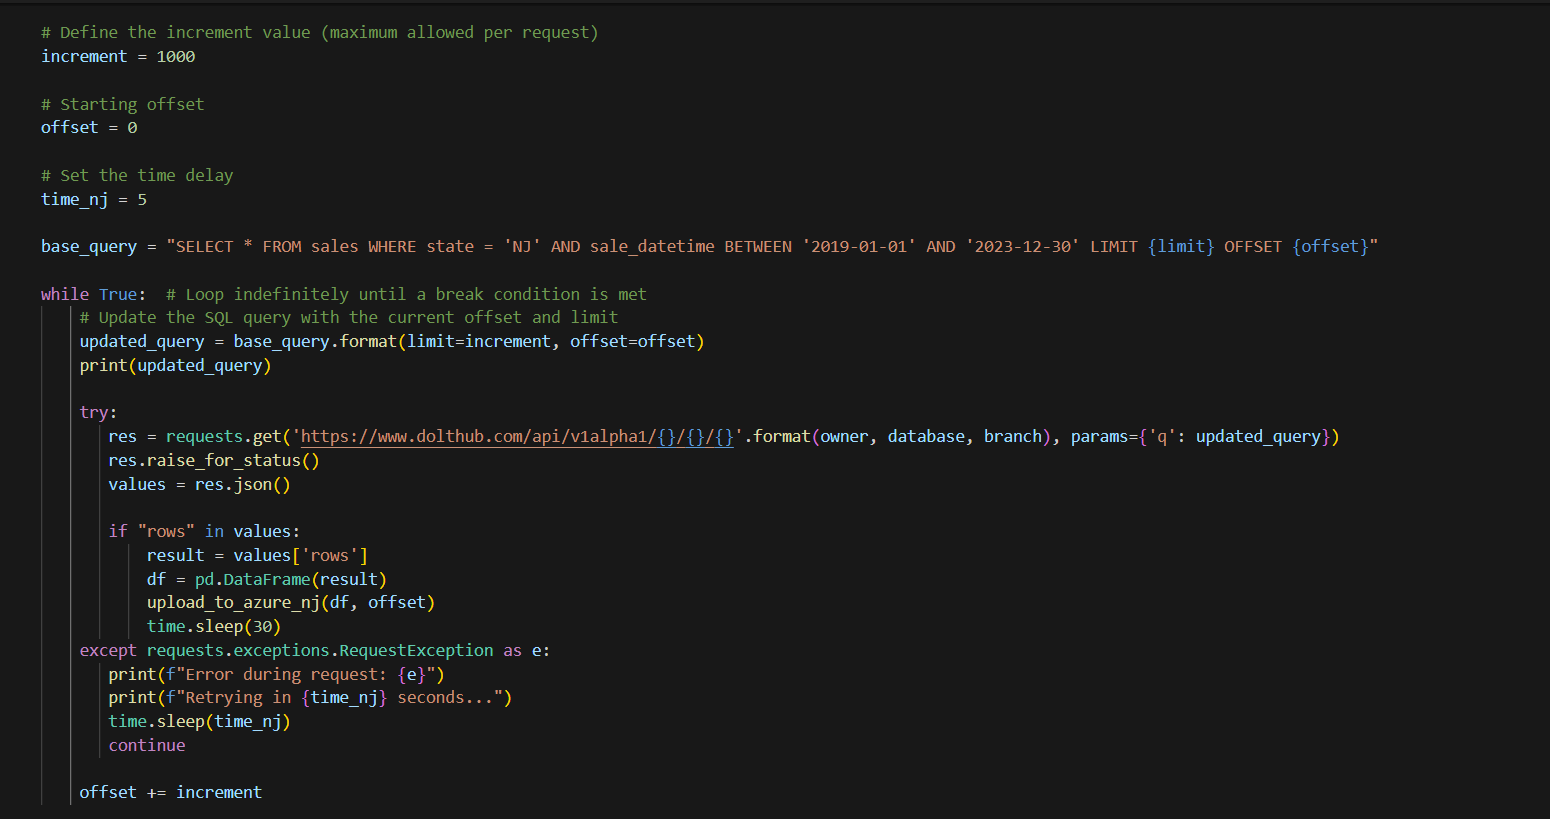 # Define the increment value (maximum allowed per request)
increment = 1000
# Starting offset
offset = 0
# Set the time delay
time_nj = 5
base_query = "SELECT * FROM sales WHERE state = 'NJ' AND sale_datetime BETWEEN '2019-01-01' AND '2023-12-30' LIMIT {limit} OFFSET {offset}"
while True:  # Loop indefinitely until a break condition is met
    # Update the SQL query with the current offset and limit
    updated_query = base_query.format(limit=increment, offset=offset)
    print(updated_query)
    try:
       res = requests.get('https://www.dolthub.com/api/v1alpha1/{}/{}/{}'.format(owner, database, branch), params={'q': updated_query})
       res.raise_for_status()
       values = res.json()
       if "rows" in values:
           result = values['rows']
           df = pd.DataFrame(result)
           upload_to_azure_nj(df, offset)
           time.sleep(30)
    except requests.exceptions.RequestException as e:
       print(f"Error during request: {e}")
       print(f"Retrying in {time_nj} seconds...")
       time.sleep(time_nj)
       continue
    offset += increment